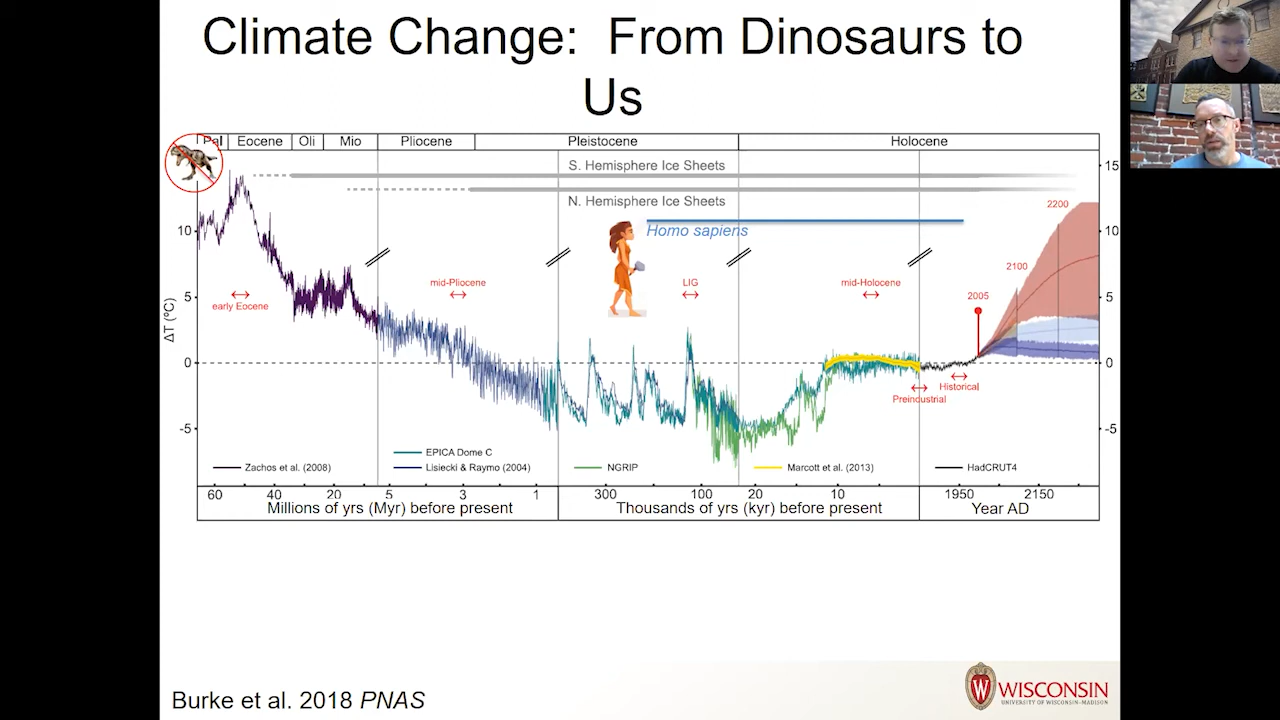 Climate Change: From Dinosaurs to
Us
Pal Eocene Oli Mio Pliocene Pleistocene Holocene
S. Hemisphere Ice Sheets
N. Hemisphere Ice Sheets
Homo sapiens
2200
2100
2005
early Eocene
mid-Pliocene
LIG
mid-Holocene
Historical
Preindustrial
ΔT (°C)
10
5
0
-5
15
10
5
0
-5
Zachos et al. (2008)
EPICA Dome C
Lisiecki & Raymo (2004)
NGRIP
Marcott et al. (2013)
HadCRUT4
60 40 20 5 3 1 300 100 20 10 1950 2150
Millions of yrs (Myr) before present
Thousands of yrs (kyr) before present
Year AD
Burke et al. 2018 PNAS
W
WISCONSIN
UNIVERSITY OF WISCONSIN–MADISON